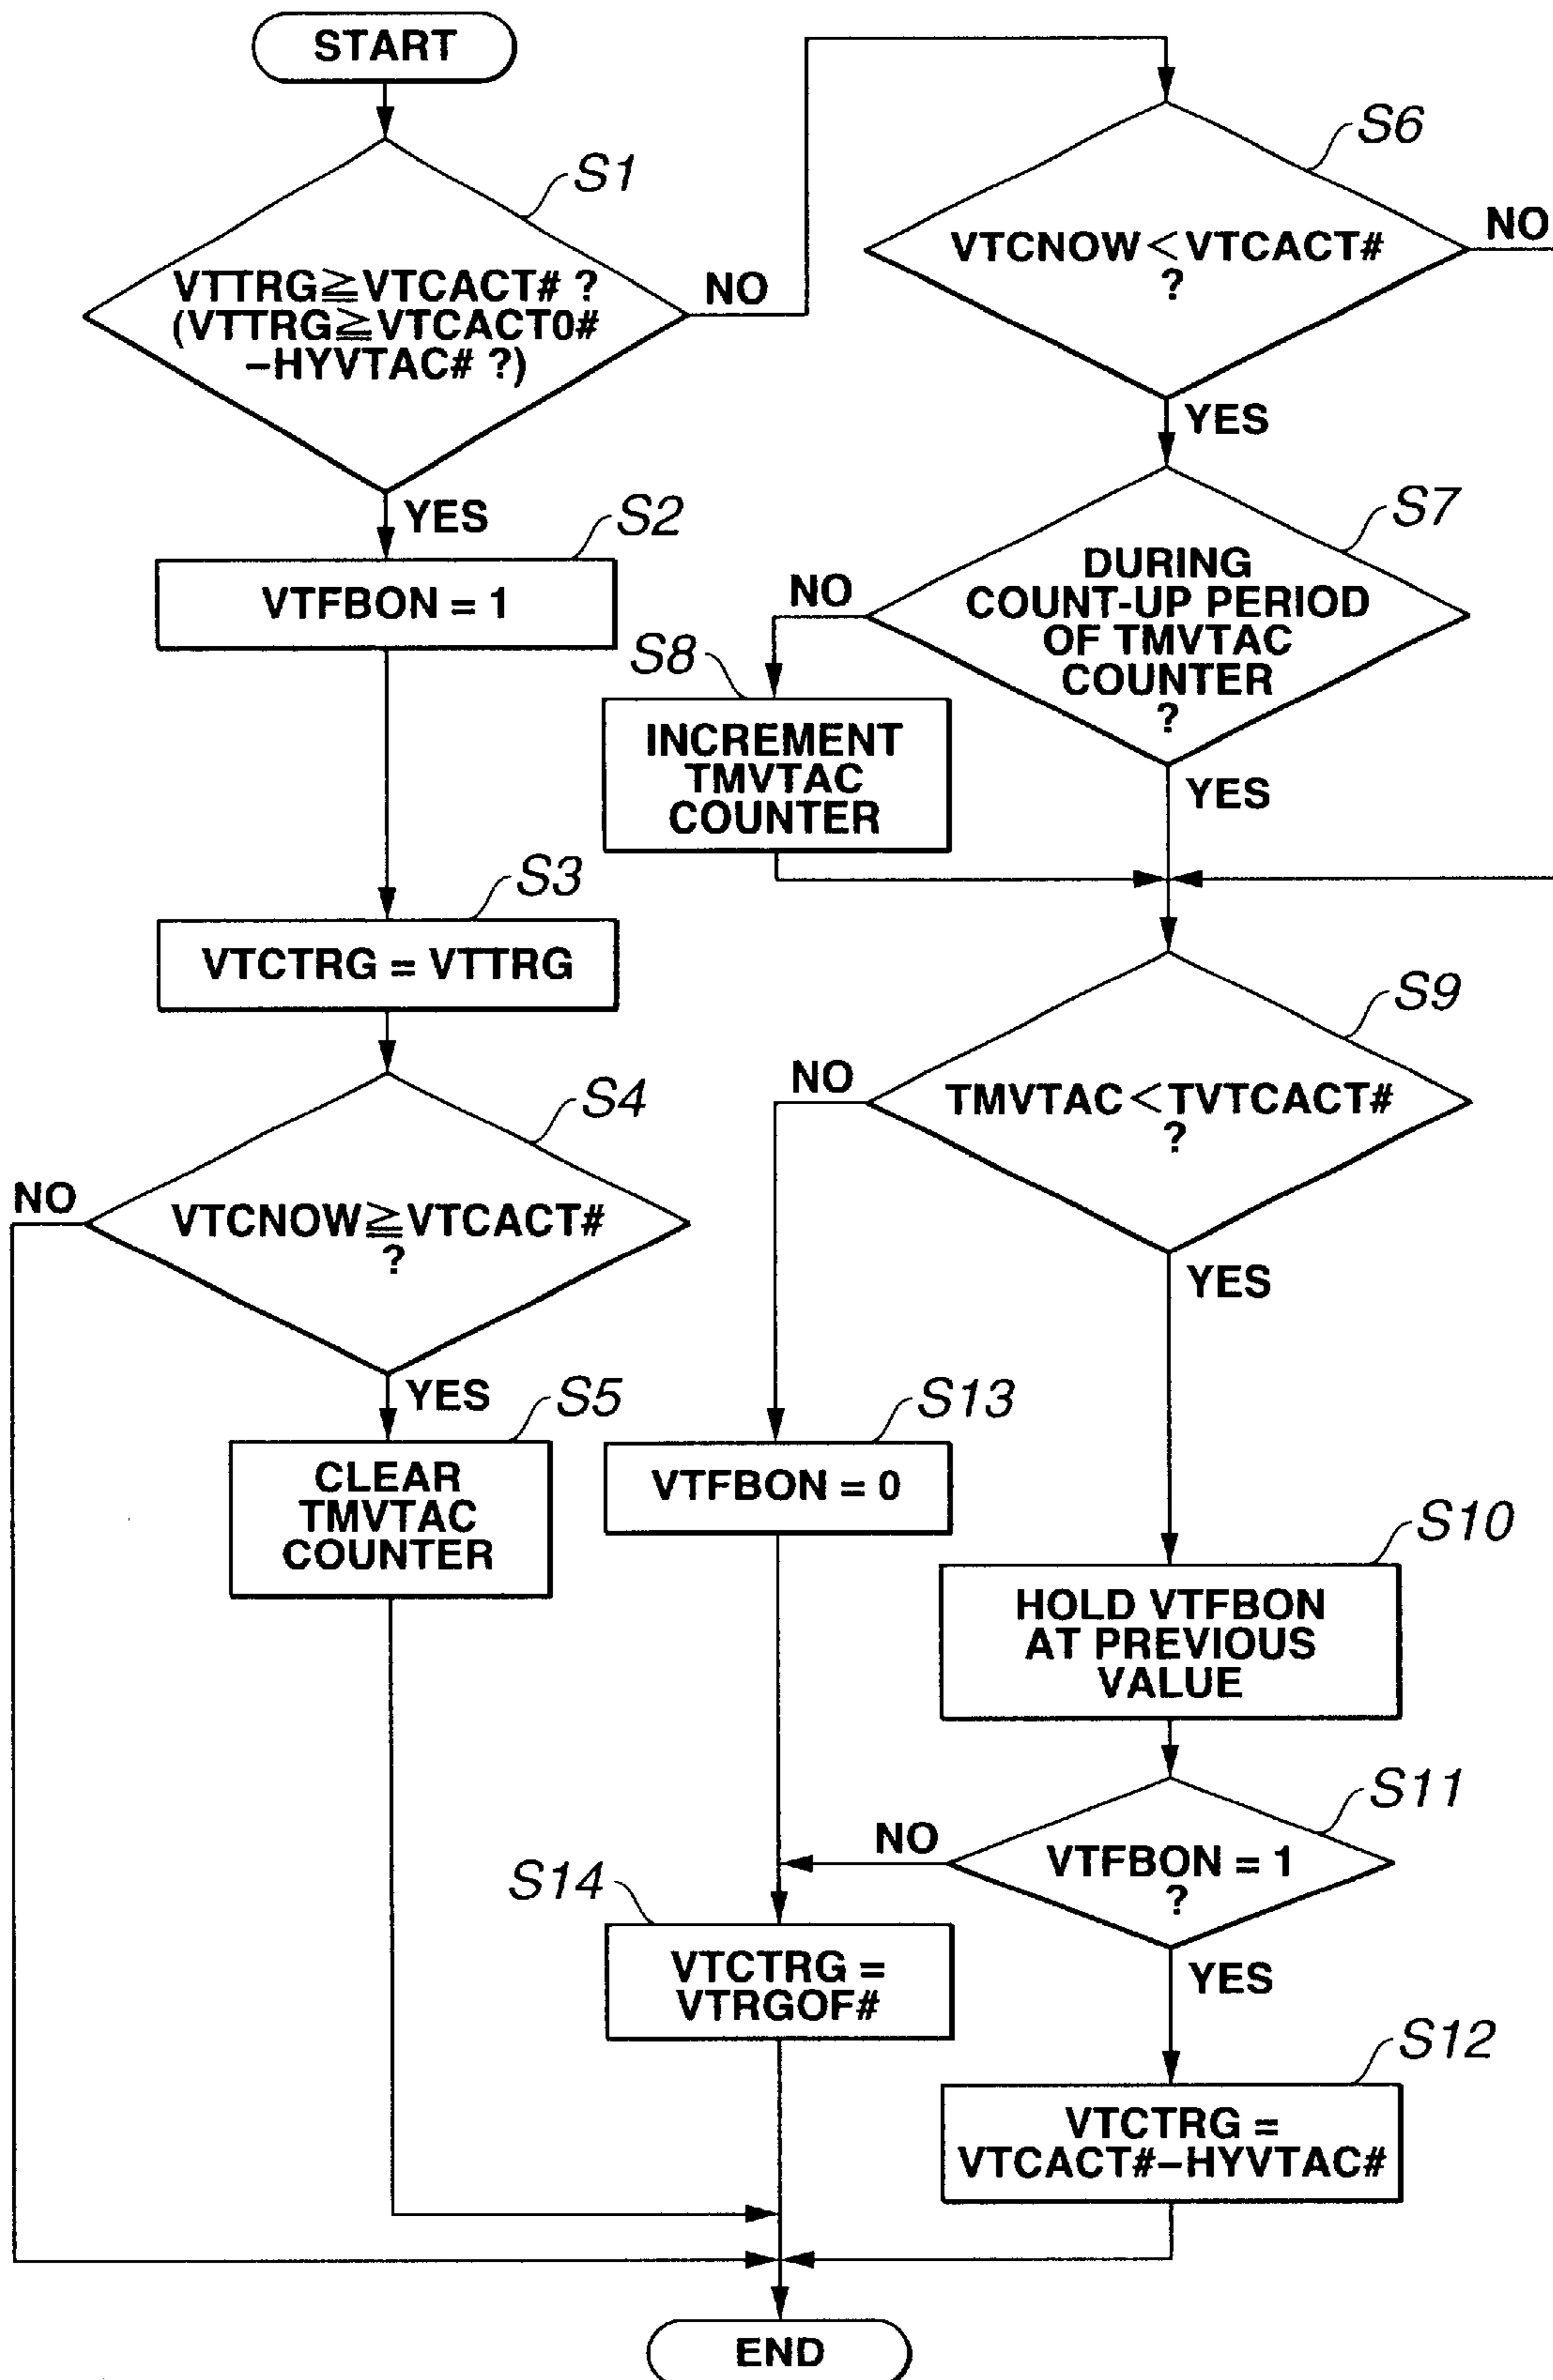 START
S1
VTTRG≧VTCACT# ?
(VTTRG≧VTCACT0#
−HYVTAC# ?)
NO
YES
S2
VTFBON = 1
S3
VTCTRG = VTTRG
S4
VTCNOW≧VTCACT#
?
NO
YES
S5
CLEAR
TMVTAC
COUNTER
S6
VTCNOW<VTCACT#
?
NO
YES
S7
DURING
COUNT-UP PERIOD
OF TMVTAC
COUNTER
?
NO
YES
S8
INCREMENT
TMVTAC
COUNTER
S9
TMVTAC<TVTCACT#
?
NO
YES
S13
VTFBON = 0
S10
HOLD VTFBON
AT PREVIOUS
VALUE
S11
VTFBON = 1
?
NO
YES
S14
VTCTRG =
VTRGOF#
S12
VTCTRG =
VTCACT#−HYVTAC#
END